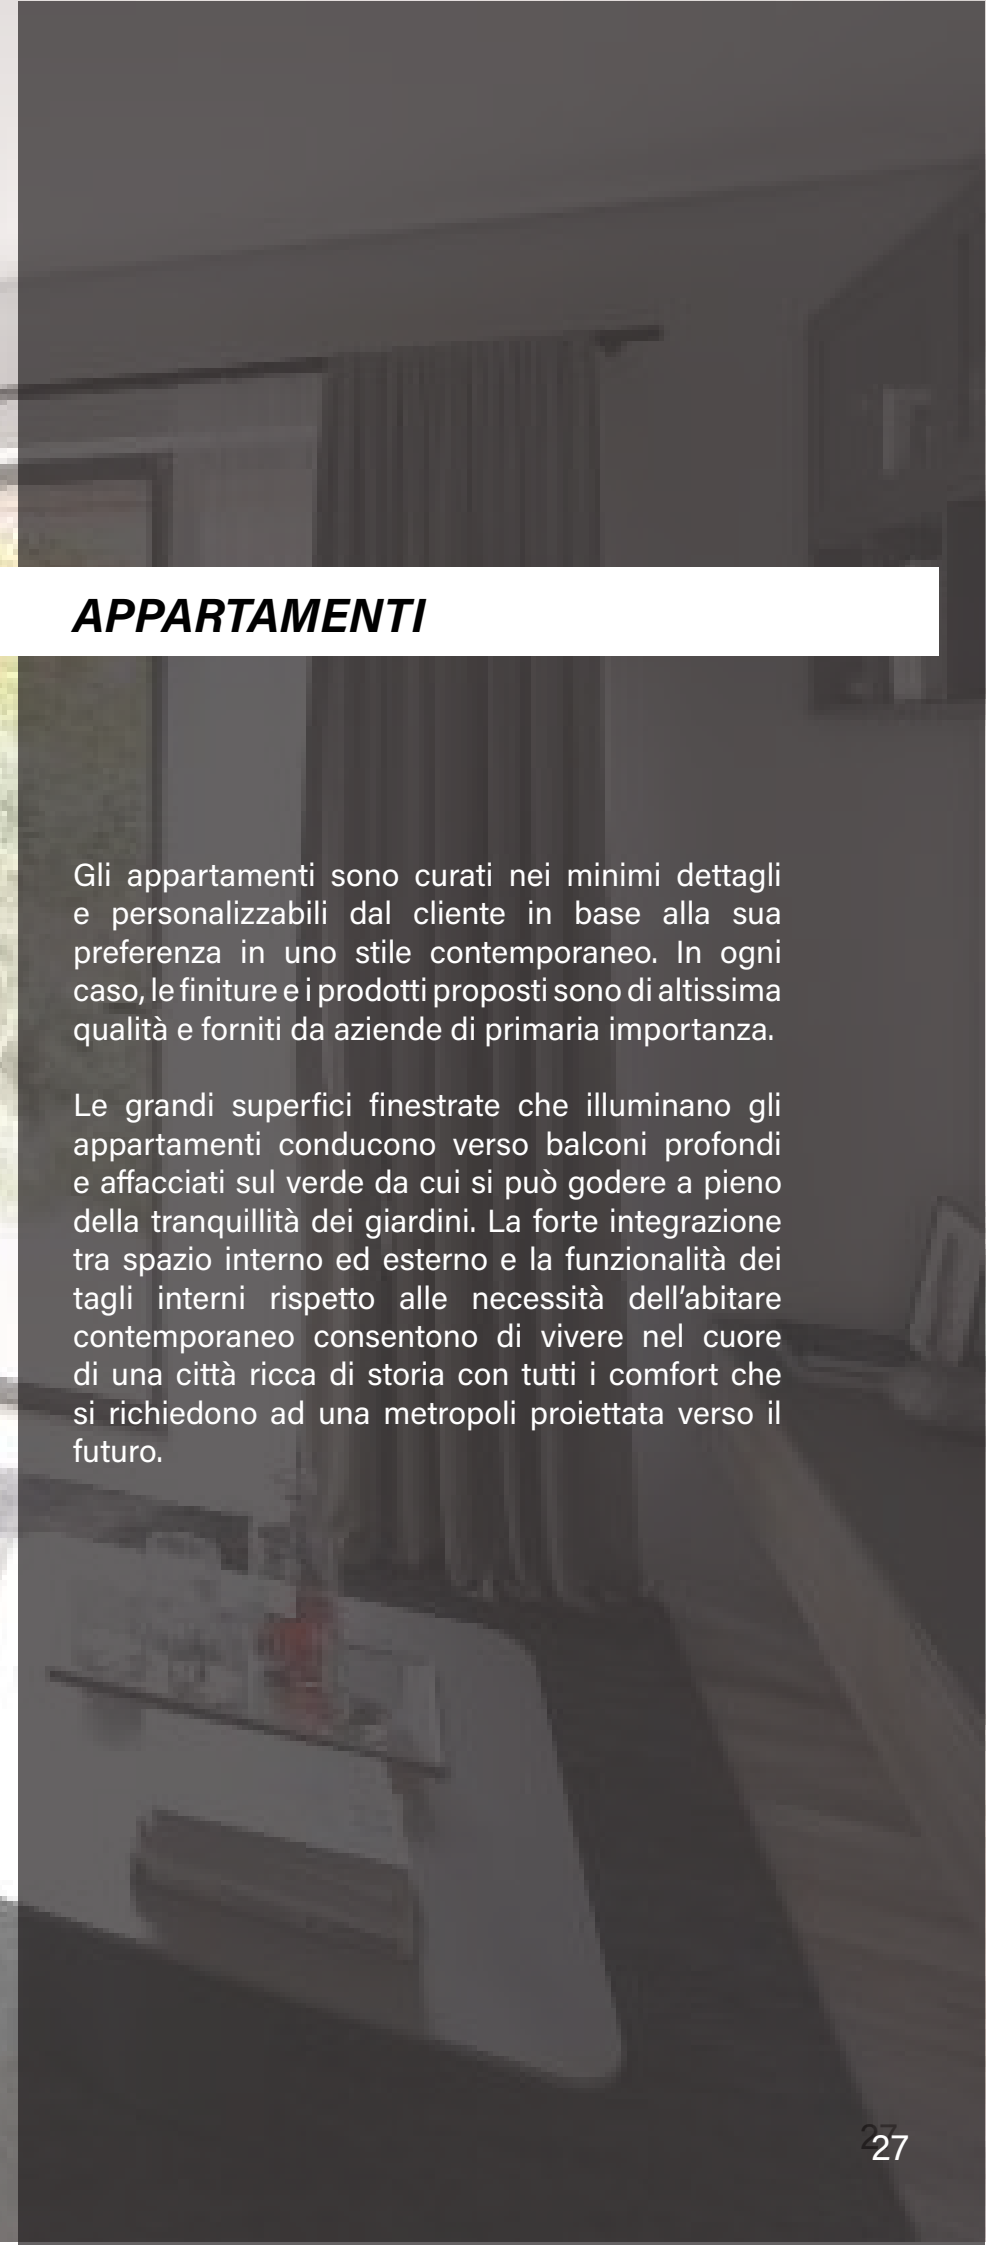 APPARTAMENTI
Gli appartamenti sono curati nei minimi dettagli
e personalizzabili dal cliente in base alla sua
preferenza in uno stile contemporaneo. In ogni
caso, le finiture e i prodotti proposti sono di altissima
qualità e forniti da aziende di primaria importanza.
Le grandi superfici finestrate che illuminano gli
appartamenti conducono verso balconi profondi
e affacciati sul verde da cui si può godere a pieno
della tranquillità dei giardini. La forte integrazione
tra spazio interno ed esterno e la funzionalità dei
tagli interni rispetto alle necessità dell’abitare
contemporaneo consentono di vivere nel cuore
di una città ricca di storia con tutti i comfort che
si richiedono ad una metropoli proiettata verso il
futuro.
27
27